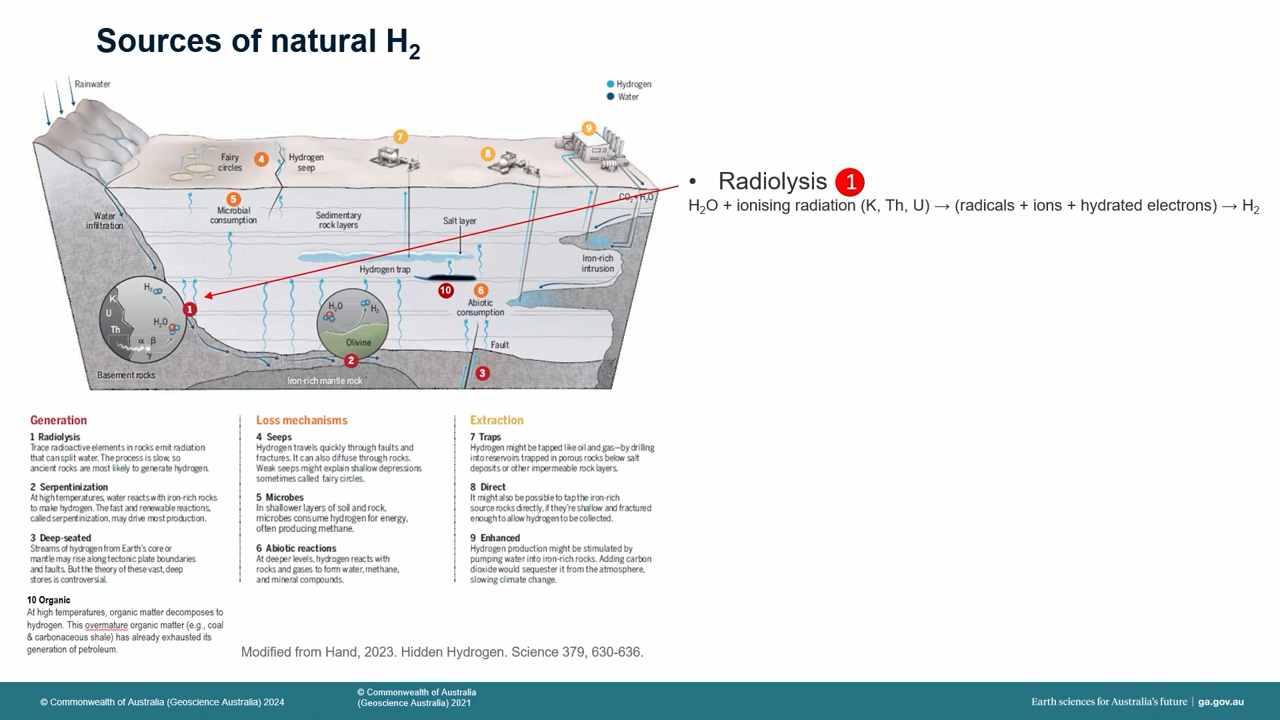 Sources of natural H₂
Rainwater
Hydrogen
Water
7
9
Fairy
circles
4
Hydrogen
seep
8
• Radiolysis 1
H₂O + ionising radiation (K, Th, U) → (radicals + ions + hydrated electrons) → H₂
CO₂+H₂O
5
Microbial
consumption
Water
infiltration
Sedimentary
rock layers
Salt layer
Iron-rich
intrusion
Hydrogen trap
10
6
Abiotic
consumption
H₂
K
U
Th
H₂O
α β
γ
1
H₂O
H₂
Olivine
2
Fault
3
Basement rocks
Iron-rich mantle rock
Generation
1 Radiolysis
Trace radioactive elements in rocks emit radiation
that can split water. The process is slow, so
ancient rocks are most likely to generate hydrogen.
2 Serpentinization
At high temperatures, water reacts with iron-rich rocks
to make hydrogen. The fast and renewable reactions,
called serpentinization, may drive most production.
3 Deep-seated
Streams of hydrogen from Earth's core or
mantle may rise along tectonic plate boundaries
and faults. But the theory of these vast, deep
stores is controversial.
10 Organic
At high temperatures, organic matter decomposes to
hydrogen. This overmature organic matter (e.g., coal
& carbonaceous shale) has already exhausted its
generation of petroleum.
Loss mechanisms
4 Seeps
Hydrogen travels quickly through faults and
fractures. It can also diffuse through rocks.
Weak seeps might explain shallow depressions
sometimes called fairy circles.
5 Microbes
In shallower layers of soil and rock,
microbes consume hydrogen for energy,
often producing methane.
6 Abiotic reactions
At deeper levels, hydrogen reacts with
rocks and gases to form water, methane,
and mineral compounds.
Extraction
7 Traps
Hydrogen might be tapped like oil and gas—by drilling
into reservoirs trapped in porous rocks below salt
deposits or other impermeable rock layers.
8 Direct
It might also be possible to tap the iron-rich
source rocks directly, if they're shallow and fractured
enough to allow hydrogen to be collected.
9 Enhanced
Hydrogen production might be stimulated by
pumping water into iron-rich rocks. Adding carbon
dioxide would sequester it from the atmosphere,
slowing climate change.
Modified from Hand, 2023. Hidden Hydrogen. Science 379, 630-636.
© Commonwealth of Australia (Geoscience Australia) 2024
© Commonwealth of Australia
(Geoscience Australia) 2021
Earth sciences for Australia's future | ga.gov.au